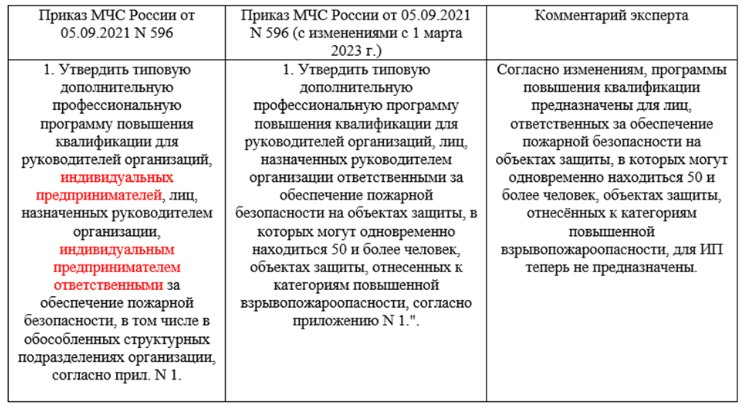 Приказ МЧС России от
05.09.2021 N 596
Приказ МЧС России от 05.09.2021
N 596 (с изменениями с 1 марта
2023 г.)
Комментарий эксперта
1. Утвердить типовую
дополнительную
профессиональную
программу повышения
квалификации для
руководителей организаций,
индивидуальных
предпринимателей, лиц,
назначенных руководителем
организации,
индивидуальным
предпринимателем
ответственными за
обеспечение пожарной
безопасности, в том числе в
обособленных структурных
подразделениях организации,
согласно прил. N 1.
1. Утвердить типовую
дополнительную
профессиональную программу
повышения квалификации для
руководителей организаций, лиц,
назначенных руководителем
организации ответственными за
обеспечение пожарной
безопасности на объектах защиты, в
которых могут одновременно
находиться 50 и более человек,
объектах защиты, отнесенных к
категориям повышенной
взрывопожароопасности, согласно
приложению N 1.".
Согласно изменениям, программы
повышения квалификации
предназначены для лиц,
ответственных за обеспечение
пожарной безопасности на
объектах защиты, в которых могут
одновременно находиться 50 и
более человек, объектах защиты,
отнесённых к категориям
повышенной
взрывопожароопасности, для ИП
теперь не предназначены.